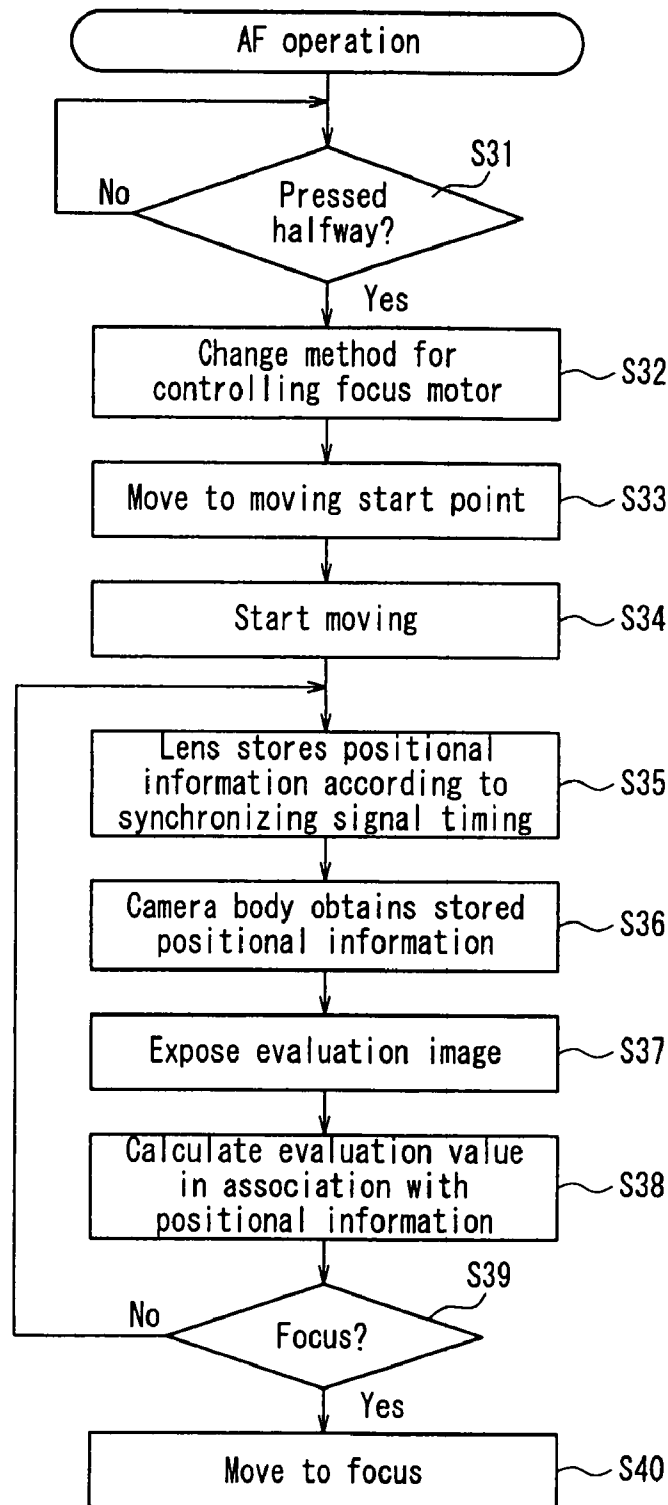 AF operation
S31
No
Pressed
halfway?
Yes
Change method for
controlling focus motor
S32
Move to moving start point
S33
Start moving
S34
Lens stores positional
information according to
synchronizing signal timing
S35
Camera body obtains stored
positional information
S36
Expose evaluation image
S37
Calculate evaluation value
in association with
positional information
S38
S39
No
Focus?
Yes
Move to focus
S40